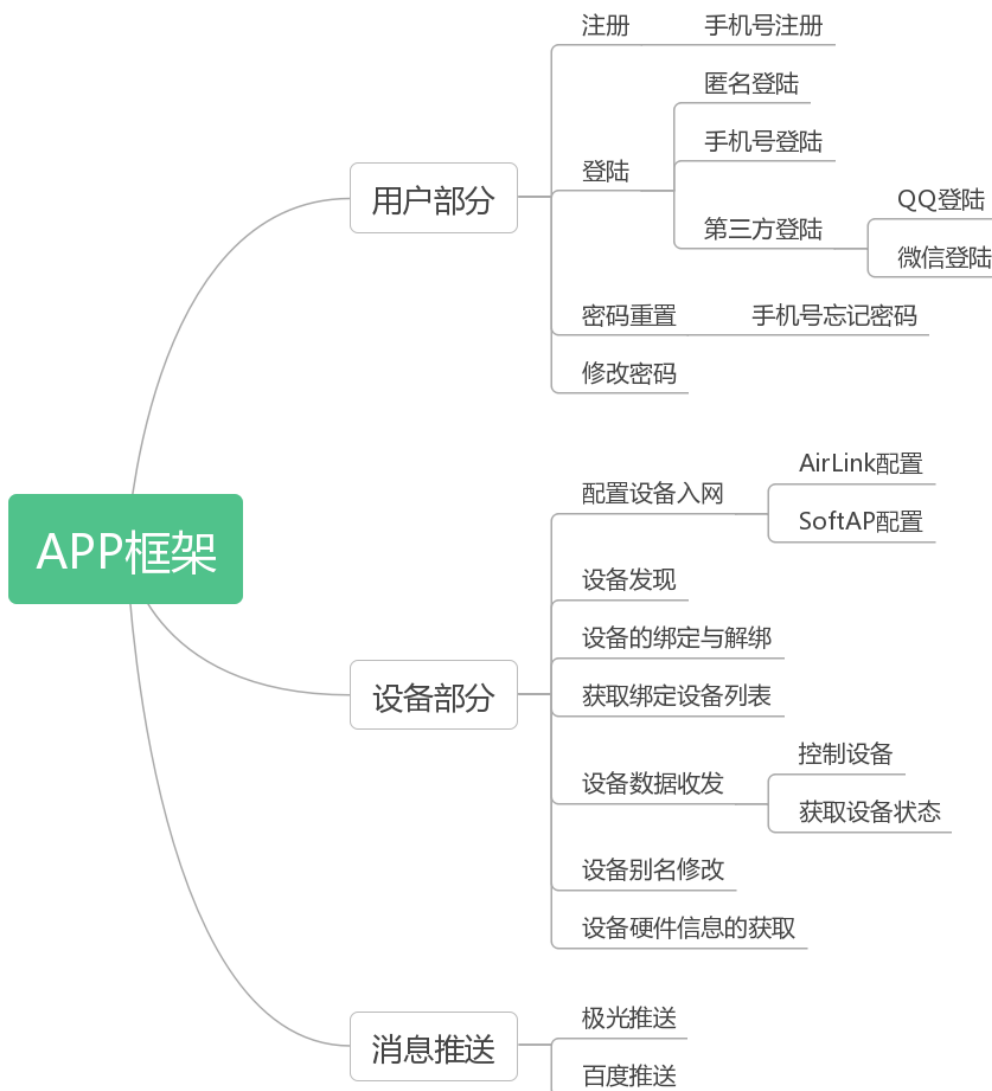 APP框架
用户部分
注册
手机号注册
登陆
匿名登陆
手机号登陆
第三方登陆
QQ登陆
微信登陆
密码重置
手机号忘记密码
修改密码
设备部分
配置设备入网
AirLink配置
SoftAP配置
设备发现
设备的绑定与解绑
获取绑定设备列表
设备数据收发
控制设备
获取设备状态
设备别名修改
设备硬件信息的获取
消息推送
极光推送
百度推送